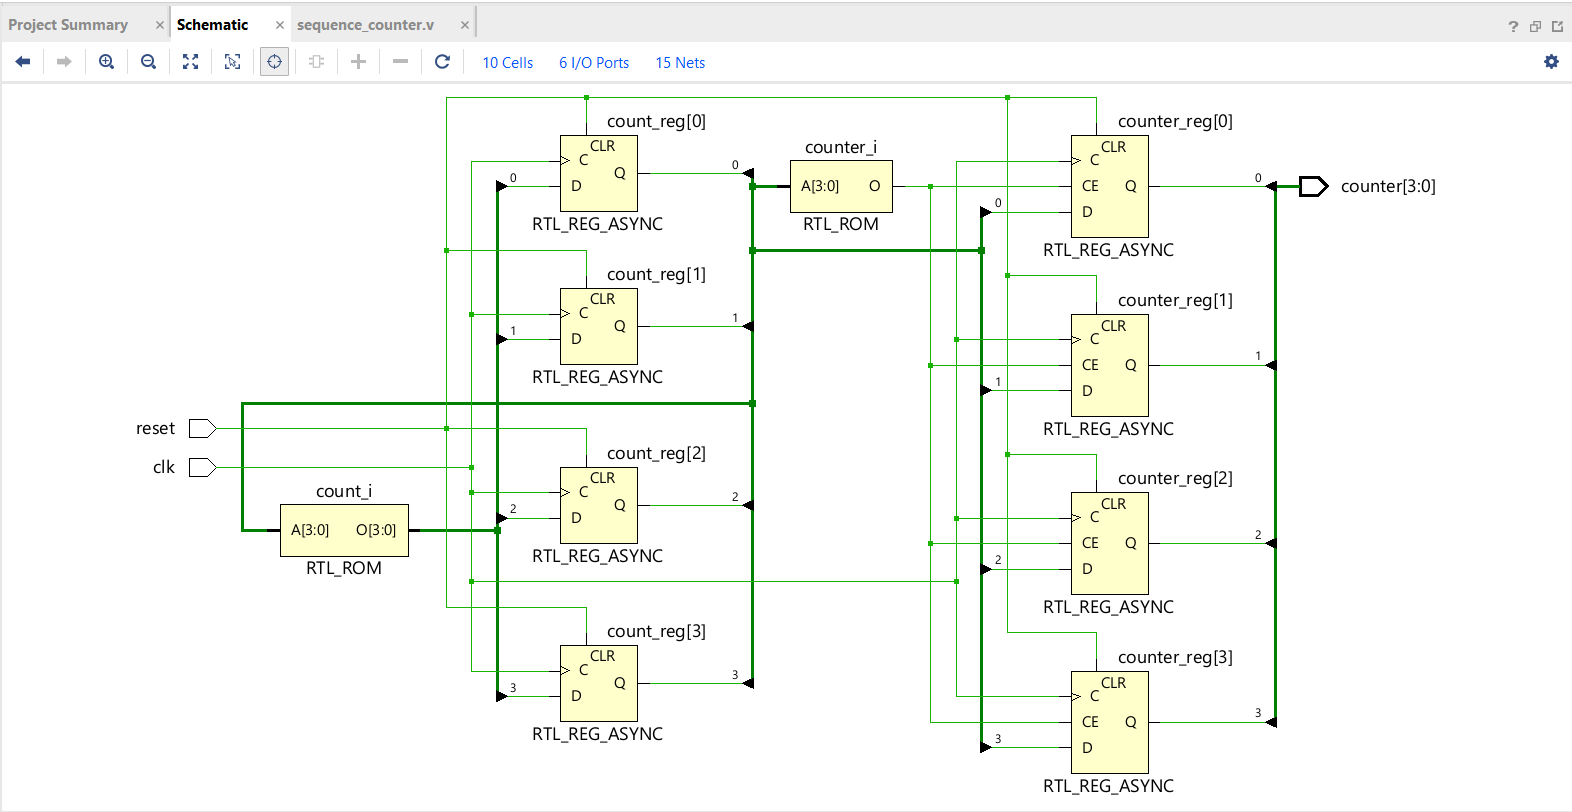 Project Summary × Schematic × sequence_counter.v ×
?
10 Cells 6 I/O Ports 15 Nets
count_reg[0]
CLR
C
D
Q
RTL_REG_ASYNC
0
0
count_reg[1]
CLR
C
D
Q
RTL_REG_ASYNC
1
1
reset
clk
count_i
A[3:0] O[3:0]
RTL_ROM
count_reg[2]
CLR
C
D
Q
RTL_REG_ASYNC
2
2
count_reg[3]
CLR
C
D
Q
RTL_REG_ASYNC
3
3
counter_i
A[3:0] O
RTL_ROM
counter_reg[0]
CLR
C
CE
D
Q
RTL_REG_ASYNC
0
0
counter[3:0]
counter_reg[1]
CLR
C
CE
D
Q
RTL_REG_ASYNC
1
1
counter_reg[2]
CLR
C
CE
D
Q
RTL_REG_ASYNC
2
2
counter_reg[3]
CLR
C
CE
D
Q
RTL_REG_ASYNC
3
3